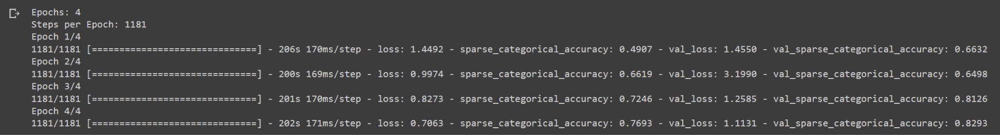 Epochs: 4
Steps per Epoch: 1181
Epoch 1/4
1181/1181 [==============================] - 206s 170ms/step - loss: 1.4492 - sparse_categorical_accuracy: 0.4907 - val_loss: 1.4550 - val_sparse_categorical_accuracy: 0.6632
Epoch 2/4
1181/1181 [==============================] - 200s 169ms/step - loss: 0.9974 - sparse_categorical_accuracy: 0.6619 - val_loss: 3.1990 - val_sparse_categorical_accuracy: 0.6498
Epoch 3/4
1181/1181 [==============================] - 201s 170ms/step - loss: 0.8273 - sparse_categorical_accuracy: 0.7246 - val_loss: 1.2585 - val_sparse_categorical_accuracy: 0.8126
Epoch 4/4
1181/1181 [==============================] - 202s 171ms/step - loss: 0.7063 - sparse_categorical_accuracy: 0.7693 - val_loss: 1.1131 - val_sparse_categorical_accuracy: 0.8293